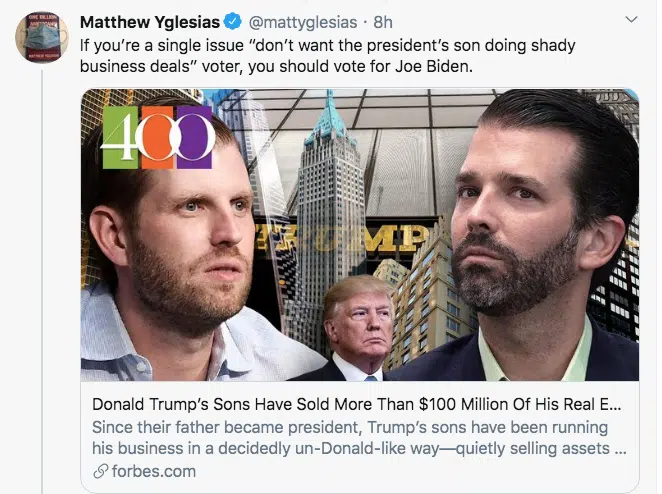 Matthew Yglesias @mattyglesias · 8h
If you're a single issue “don't want the president's son doing shady
business deals” voter, you should vote for Joe Biden.
400
TRUMP
Donald Trump's Sons Have Sold More Than $100 Million Of His Real E...
Since their father became president, Trump's sons have been running
his business in a decidedly un-Donald-like way—quietly selling assets ...
forbes.com